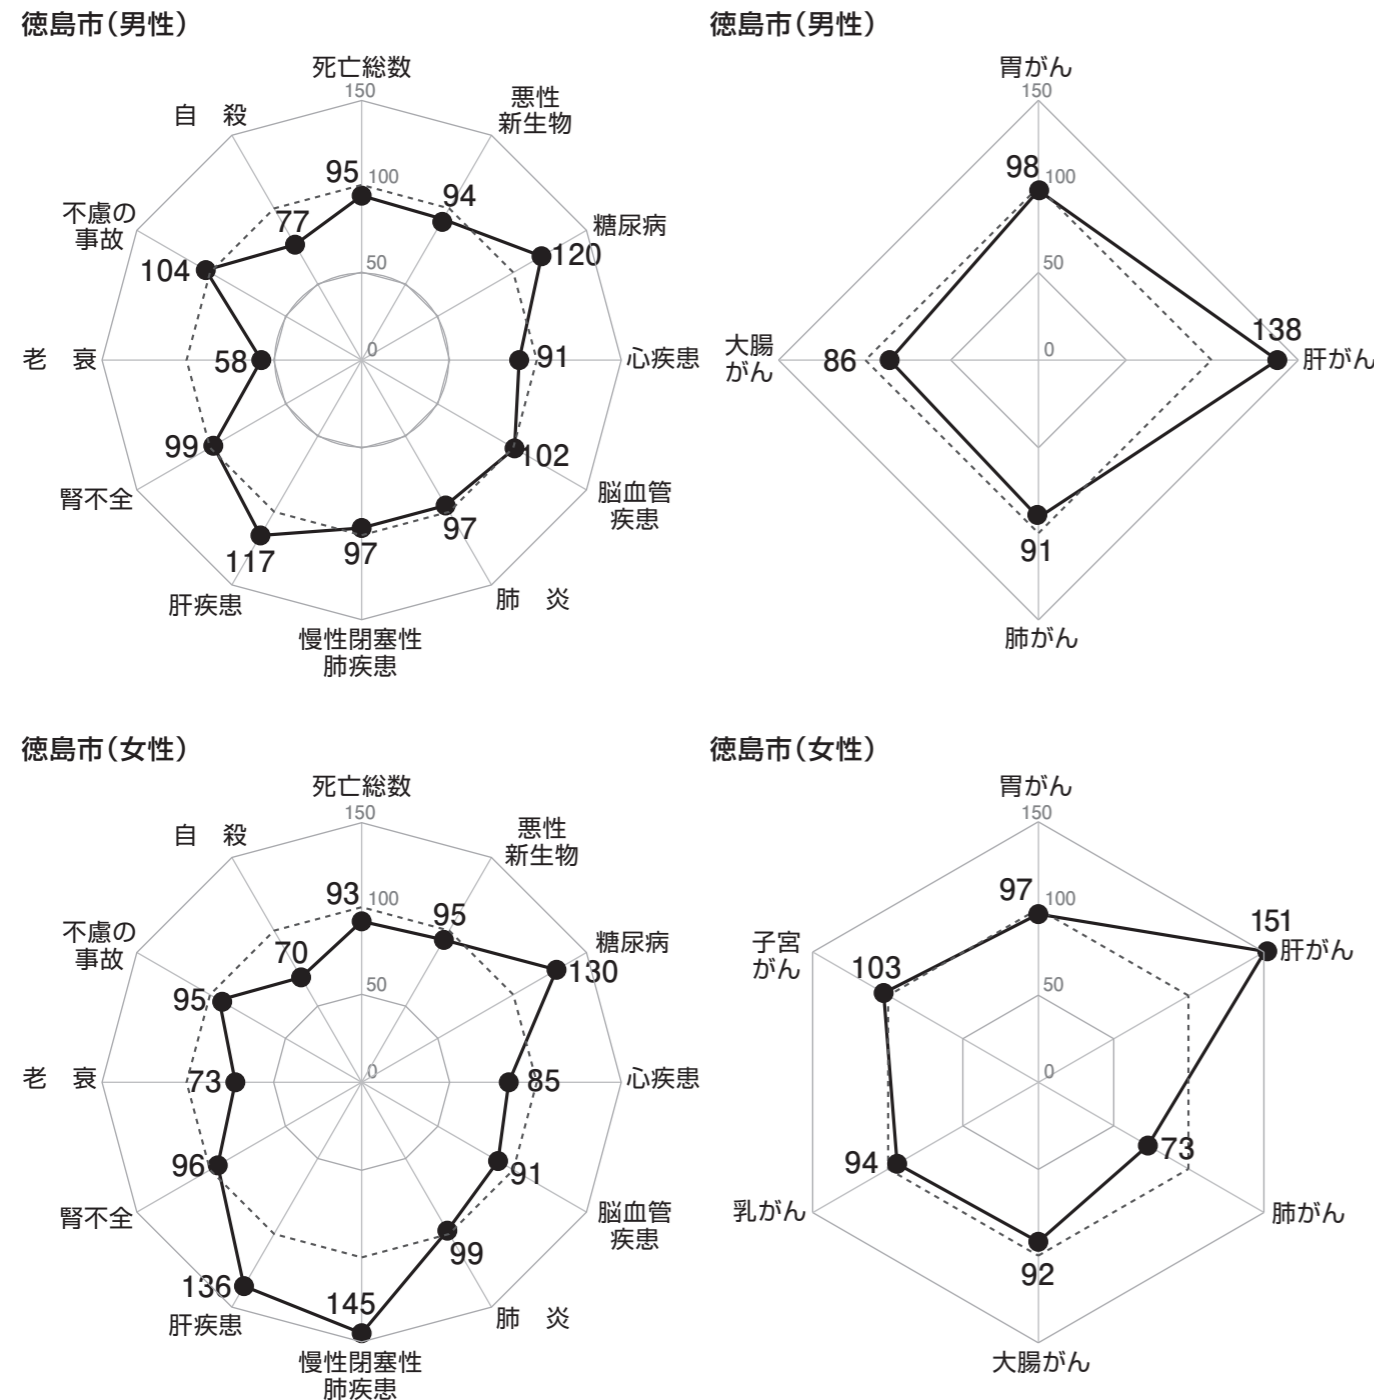 徳島市（男性）
死亡総数
150
悪性
新生物
糖尿病
心疾患
脳血管
疾患
肺　炎
慢性閉塞性
肺疾患
肝疾患
腎不全
老　衰
不慮の
事故
自　殺
100
50
0
95
94
120
91
102
97
97
117
99
58
104
77
徳島市（男性）
胃がん
150
肝がん
肺がん
大腸
がん
100
50
0
98
138
91
86
徳島市（女性）
死亡総数
150
悪性
新生物
糖尿病
心疾患
脳血管
疾患
肺　炎
慢性閉塞性
肺疾患
肝疾患
腎不全
老　衰
不慮の
事故
自　殺
100
50
0
93
95
130
85
91
99
145
136
96
73
95
70
徳島市（女性）
胃がん
150
肝がん
肺がん
大腸がん
乳がん
子宮
がん
100
50
0
97
151
73
92
94
103